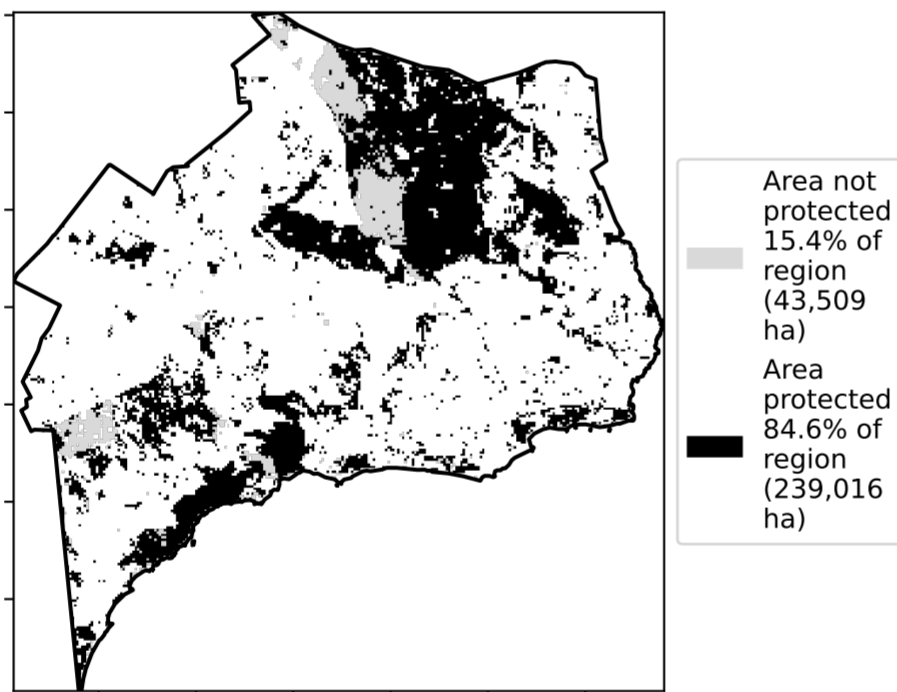 Area not
protected
15.4% of
region
(43,509
ha)
Area
protected
84.6% of
region
(239,016
ha)